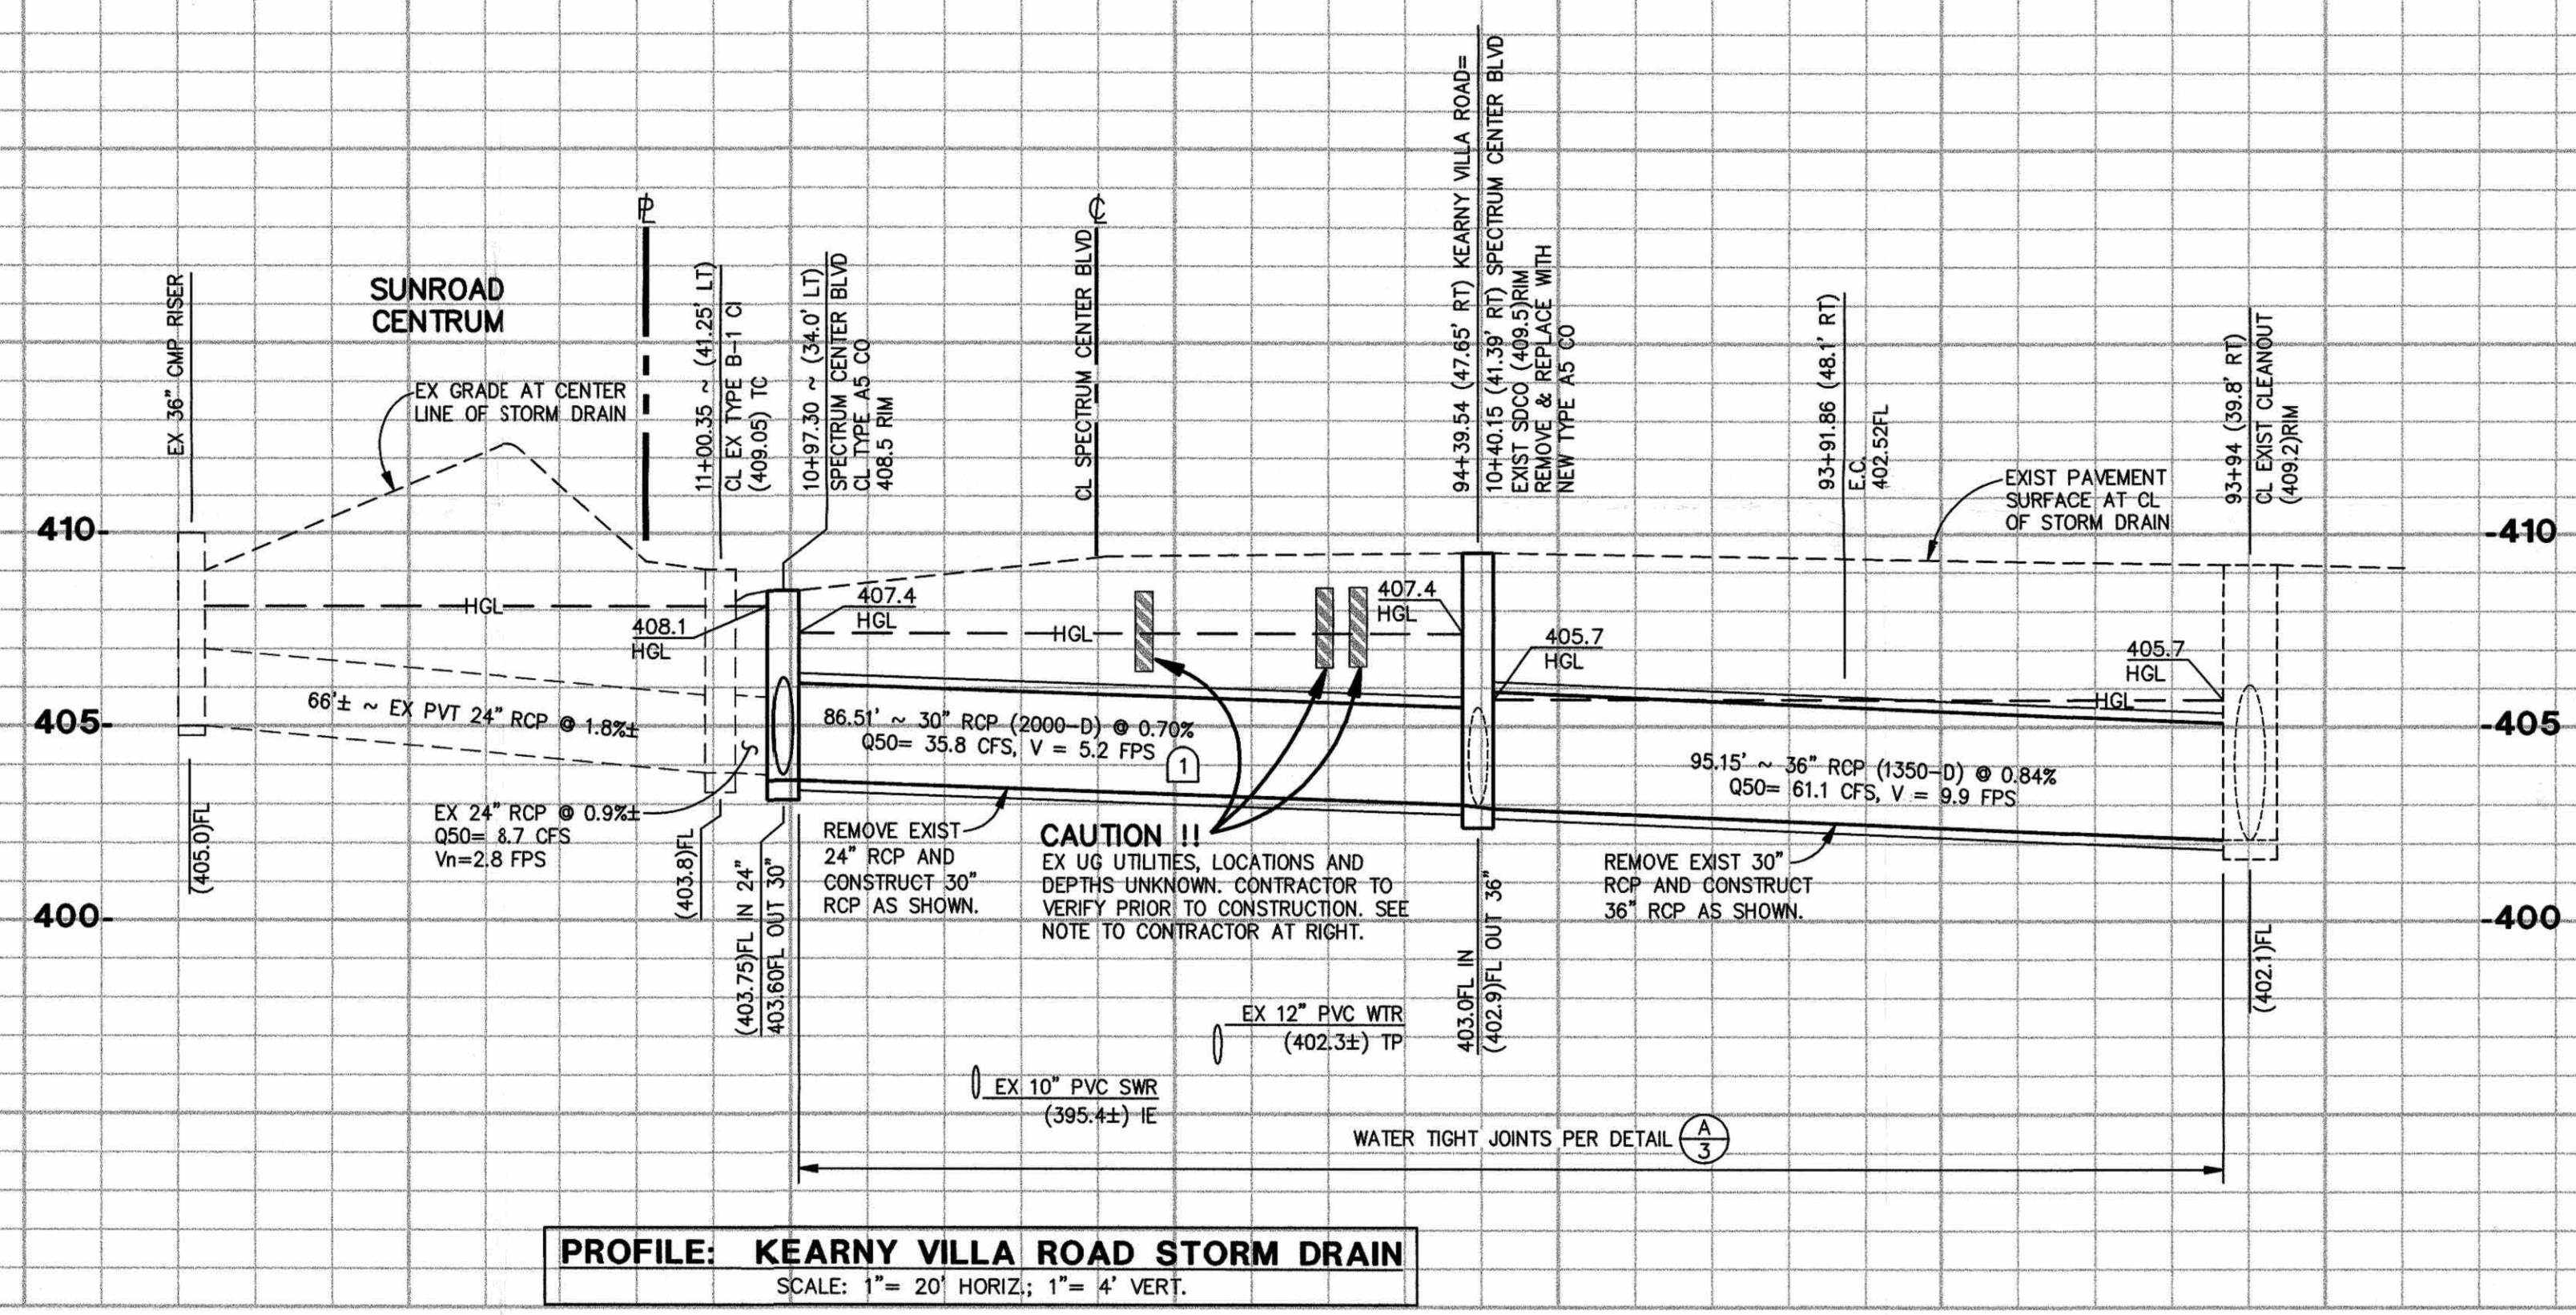 PL
CL
EX 36" CMP RISER
SUNROAD
CENTRUM
EX GRADE AT CENTER
LINE OF STORM DRAIN
11+00.35 ~ (41.25' LT)
CL EX TYPE B-1 CI
(409.05) TC
10+97.30 ~ (34.0' LT)
SPECTRUM CENTER BLVD
CL TYPE A5 CO
408.5 RIM
CL SPECTRUM CENTER BLVD
94+39.54 (47.65' RT) KEARNY VILLA ROAD=
10+40.15 (41.39' RT) SPECTRUM CENTER BLVD
EXIST SDCO (409.5)RIM
REMOVE & REPLACE WITH
NEW TYPE A5 CO
93+91.86 (48.1' RT)
E.C.
402.52FL
EXIST PAVEMENT
SURFACE AT CL
OF STORM DRAIN
93+94 (39.8' RT)
CL EXIST CLEANOUT
(409.2)RIM
410-
-410
HGL
408.1
HGL
407.4
HGL
HGL
407.4
HGL
405.7
HGL
405.7
HGL
HGL
405-
-405
66'± ~ EX PVT 24" RCP @ 1.8%±
86.51' ~ 30" RCP (2000-D) @ 0.70%
Q50= 35.8 CFS, V = 5.2 FPS
1
95.15' ~ 36" RCP (1350-D) @ 0.84%
Q50= 61.1 CFS, V = 9.9 FPS
EX 24" RCP @ 0.9%±
Q50= 8.7 CFS
Vn=2.8 FPS
(405.0)FL
(403.8)FL
(403.75)FL IN 24"
403.60FL OUT 30"
REMOVE EXIST
24" RCP AND
CONSTRUCT 30"
RCP AS SHOWN.
CAUTION !!
EX UG UTILITIES, LOCATIONS AND
DEPTHS UNKNOWN. CONTRACTOR TO
VERIFY PRIOR TO CONSTRUCTION. SEE
NOTE TO CONTRACTOR AT RIGHT.
403.0FL IN
(402.9)FL OUT 36"
REMOVE EXIST 30"
RCP AND CONSTRUCT
36" RCP AS SHOWN.
400-
-400
(402.1)FL
EX 12" PVC WTR
(402.3±) TP
EX 10" PVC SWR
(395.4±) IE
WATER TIGHT JOINTS PER DETAIL
A
3
PROFILE: KEARNY VILLA ROAD STORM DRAIN
SCALE: 1"= 20' HORIZ.; 1"= 4' VERT.